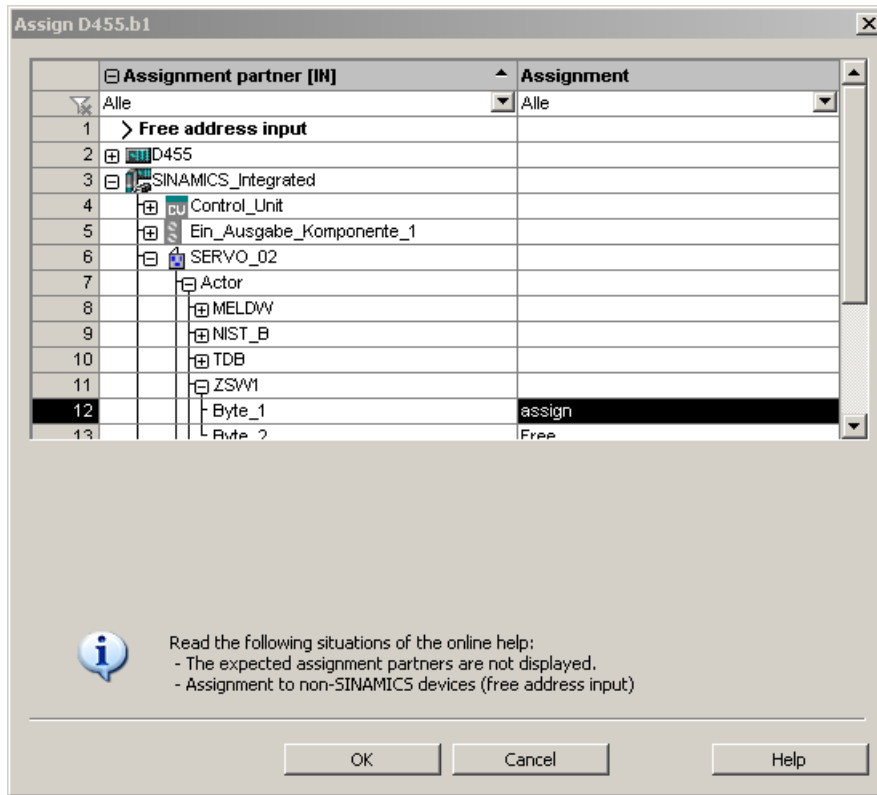 Assign D455.b1
Assignment partner [IN] Assignment
Alle Alle
1 Free address input
2 D455
3 SINAMICS_Integrated
4 CU Control_Unit
5 Ein_Ausgabe_Komponente_1
6 SERVO_02
7 Actor
8 MELDW
9 NIST_B
10 TDB
11 ZSW1
12 Byte_1 assign
13 Byte_2 Free
Read the following situations of the online help:
- The expected assignment partners are not displayed.
- Assignment to non-SINAMICS devices (free address input)
OK Cancel Help